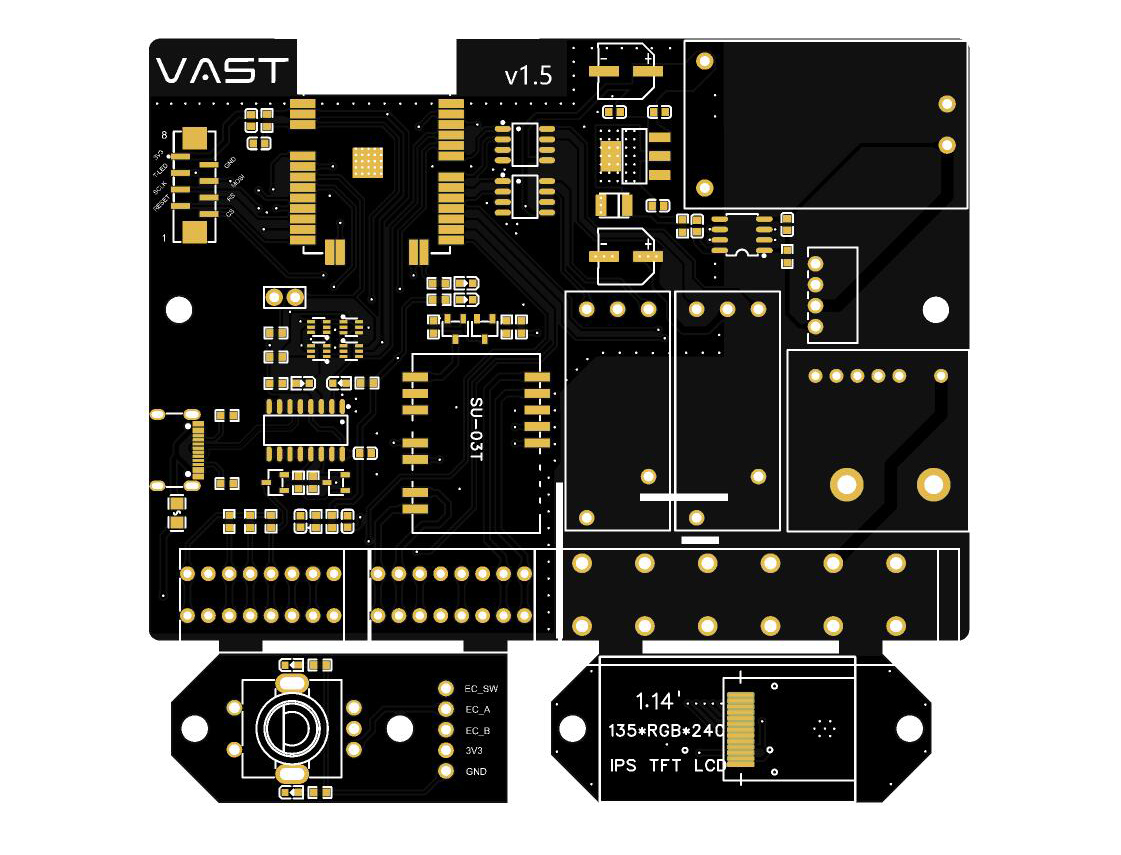 VAST
v1.5
8
3V3
GND
T-LED
MOSI
SCLK
RS
RESET
CS
1
SU-03T
EC_SW
EC_A
EC_B
3V3
GND
1.14'
135*RGB*240
IPS TFT LCD